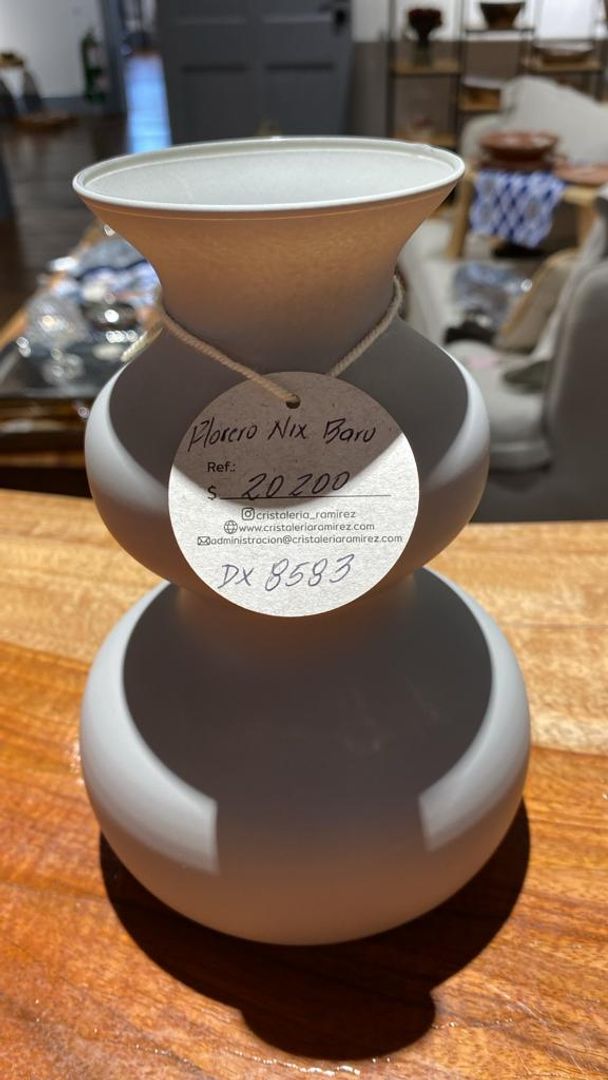 Florero Nix Baru
Ref.:
$ 20200
cristaleria_ramirez
www.cristaleriaramirez.com
administracion@cristaleriaramirez.com
DX 8583